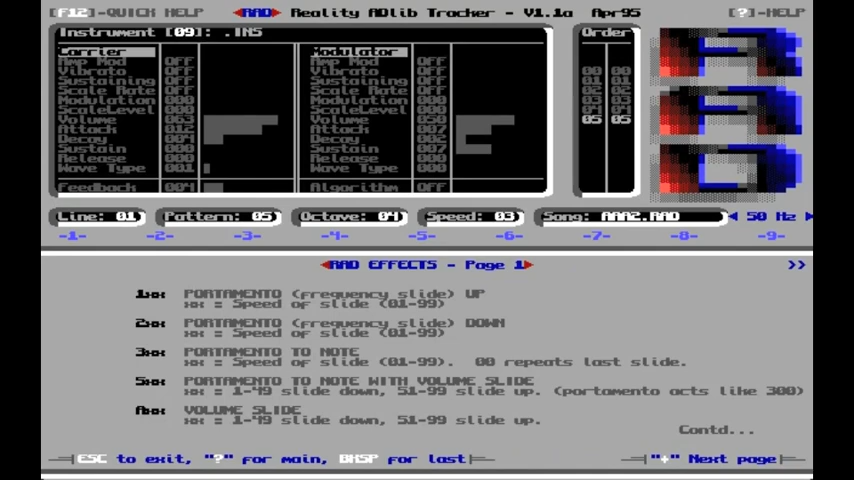 [F12]-QUICK HELP ◄RAD► Reality ADlib Tracker - V1.1a Apr95 [?]-HELP
Instrument [09]: .INS Order
Carrier Modulator
Amp Mod OFF Amp Mod OFF
Vibrato OFF Vibrato OFF 00 00
Sustaining OFF Sustaining OFF 01 01
Scale Rate OFF Scale Rate OFF 02 02
Modulation 000 Modulation 000 03 03
ScaleLevel 000 ScaleLevel 000 04 04
Volume 063 Volume 050 05 05
Attack 012 Attack 007
Decay 004 Decay 002
Sustain 000 Sustain 007
Release 000 Release 000
Wave Type 001 Wave Type 000
Feedback 004 Algorithm OFF
Line: 01 Pattern: 05 Octave: 04 Speed: 03 Song: AAA2.RAD ◄ 50 Hz ►
-1- -2- -3- -4- -5- -6- -7- -8- -9-
◄RAD EFFECTS - Page 1► >>
1xx PORTAMENTO (frequency slide) UP
xx = Speed of slide (01-99)
2xx PORTAMENTO (frequency slide) DOWN
xx = Speed of slide (01-99)
3xx PORTAMENTO TO NOTE
xx = Speed of slide (01-99). 00 repeats last slide.
5xx PORTAMENTO TO NOTE WITH VOLUME SLIDE
xx = 1-49 slide down, 51-99 slide up. (portamento acts like 300)
Axx VOLUME SLIDE
xx = 1-49 slide down, 51-99 slide up.
Contd...
ESC to exit, "?" for main, BKSP for last "+" Next page